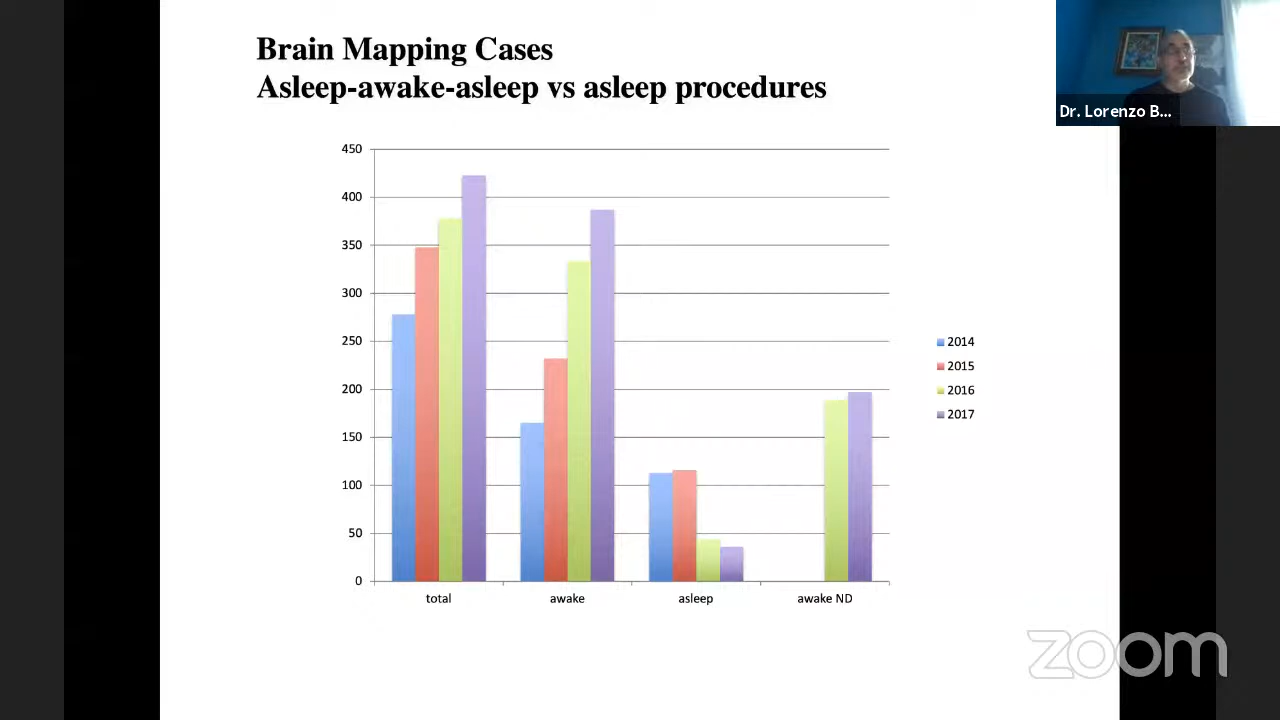 Brain Mapping Cases
Asleep-awake-asleep vs asleep procedures
Dr. Lorenzo B...
450
400
350
300
250
200
150
100
50
0
total awake asleep awake ND
2014
2015
2016
2017
zoom